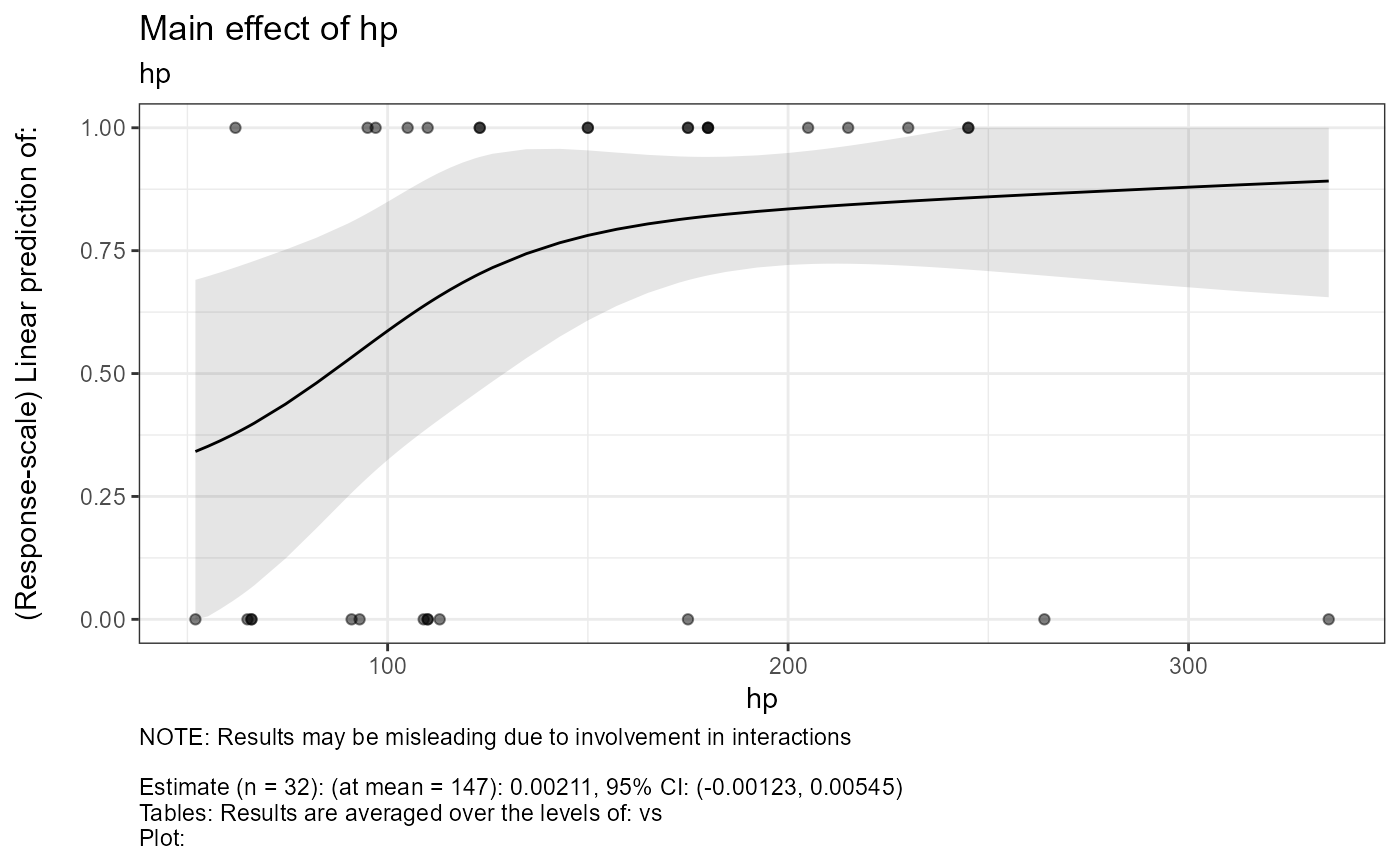 Main effect of hp
hp
(Response-scale) Linear prediction of:
1.00
0.75
0.50
0.25
0.00
100 200 300
hp
NOTE: Results may be misleading due to involvement in interactions
Estimate (n = 32): (at mean = 147): 0.00211, 95% CI: (-0.00123, 0.00545)
Tables: Results are averaged over the levels of: vs
Plot: